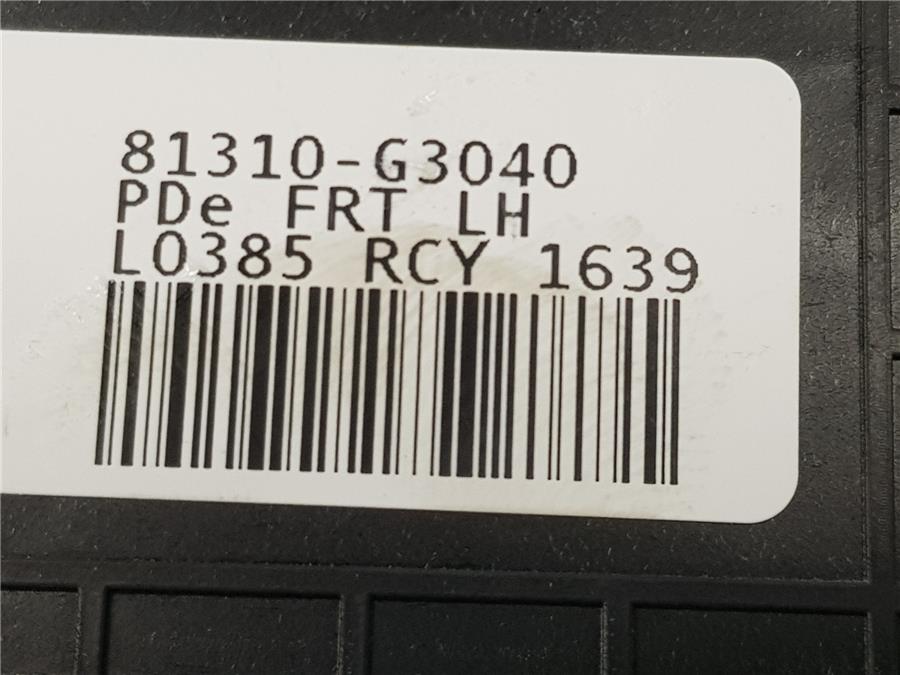 81310-G3040
PDe FRT LH
L0385 RCY 1639